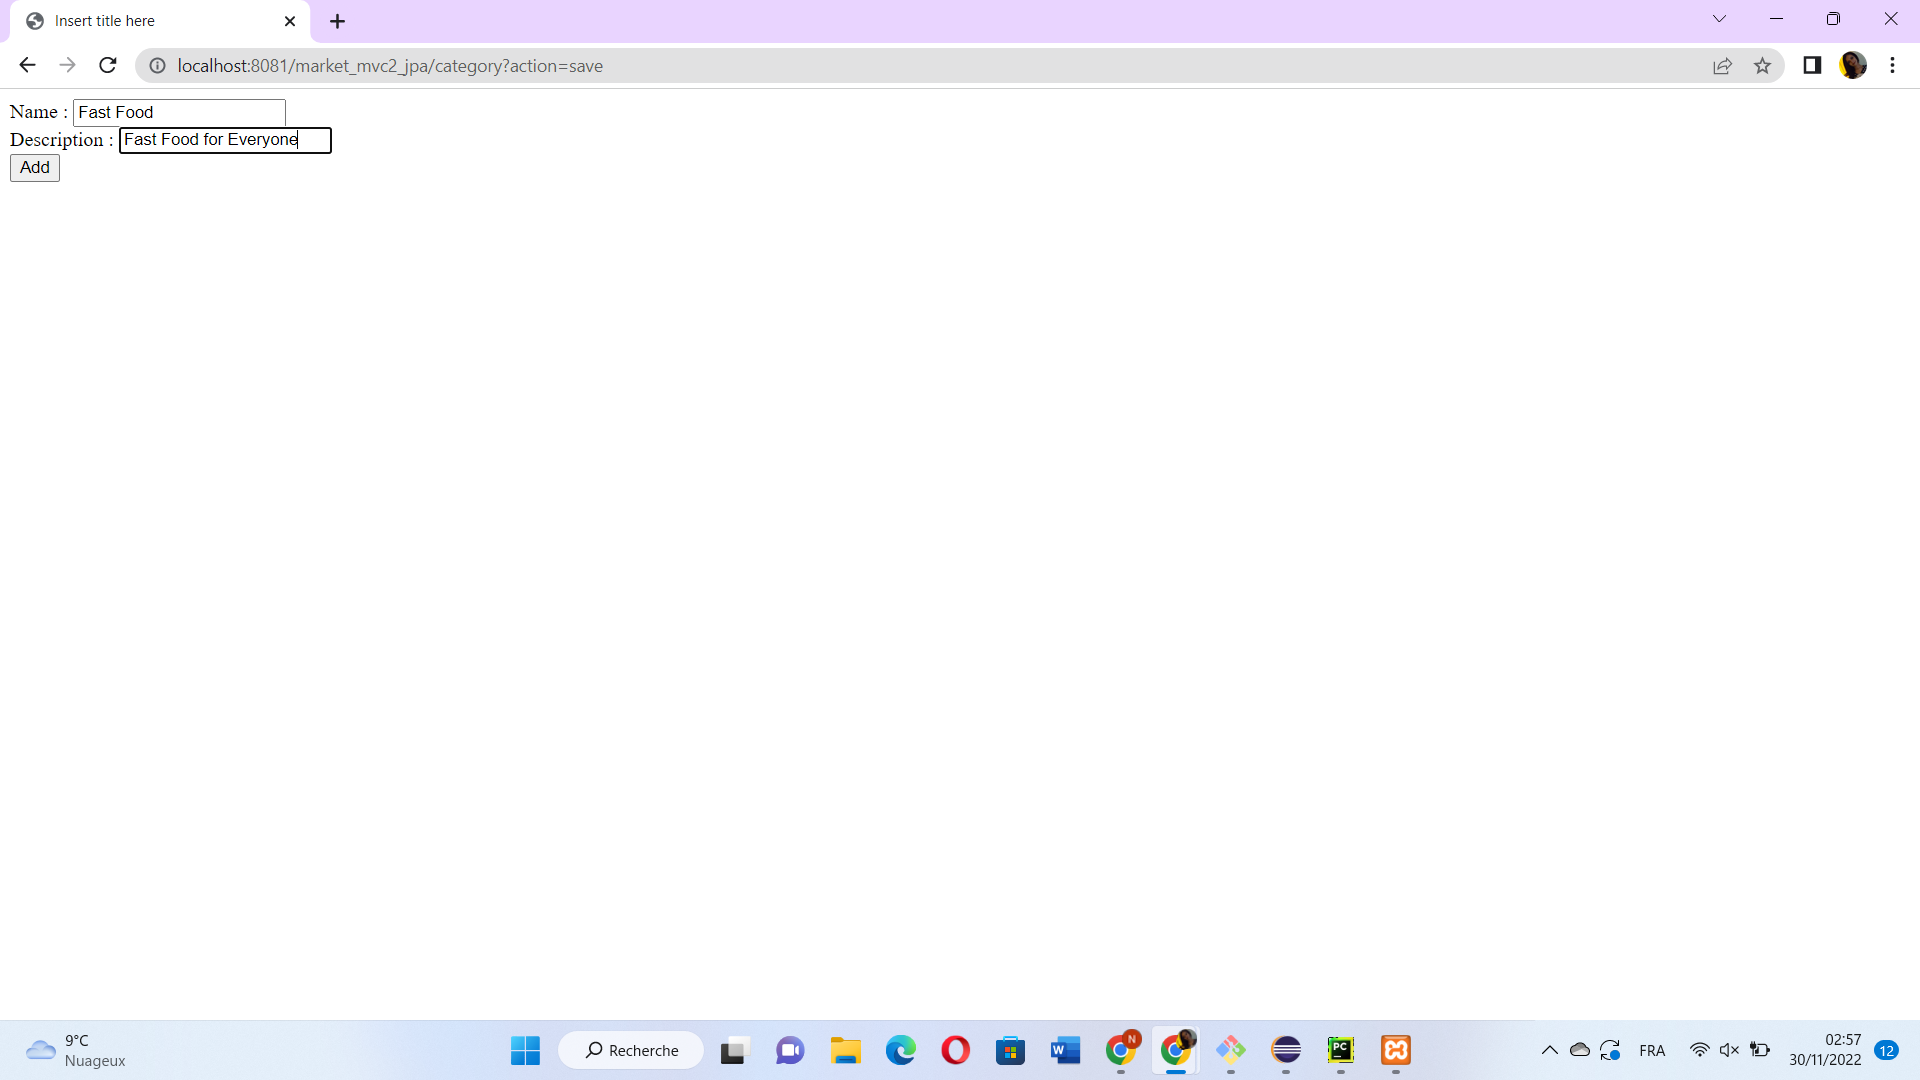 Insert title here
localhost:8081/market_mvc2_jpa/category?action=save
Name : Fast Food
Description : Fast Food for Everyone
Add
9°C
Nuageux
Recherche
W
N
PC
FRA
02:57
30/11/2022
12